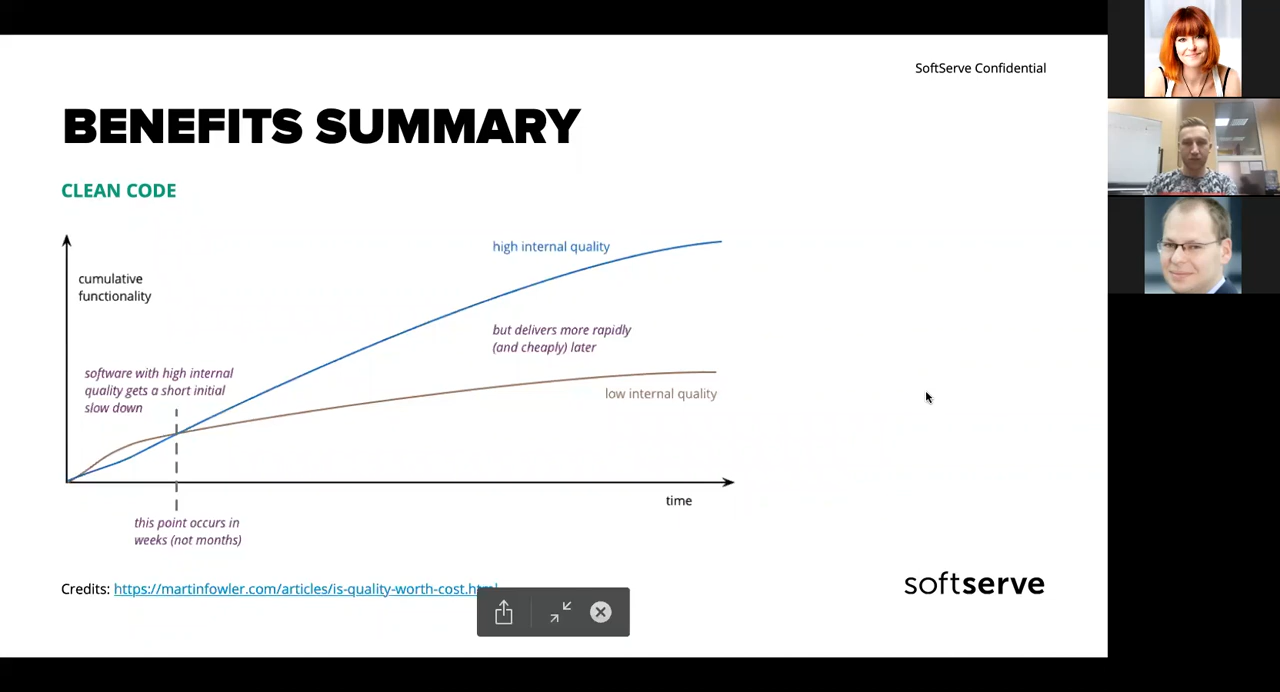 SoftServe Confidential
BENEFITS SUMMARY
CLEAN CODE
cumulative
functionality
high internal quality
but delivers more rapidly
(and cheaply) later
software with high internal
quality gets a short initial
slow down
low internal quality
time
this point occurs in
weeks (not months)
Credits: https://martinfowler.com/articles/is-quality-worth-cost.html
softserve